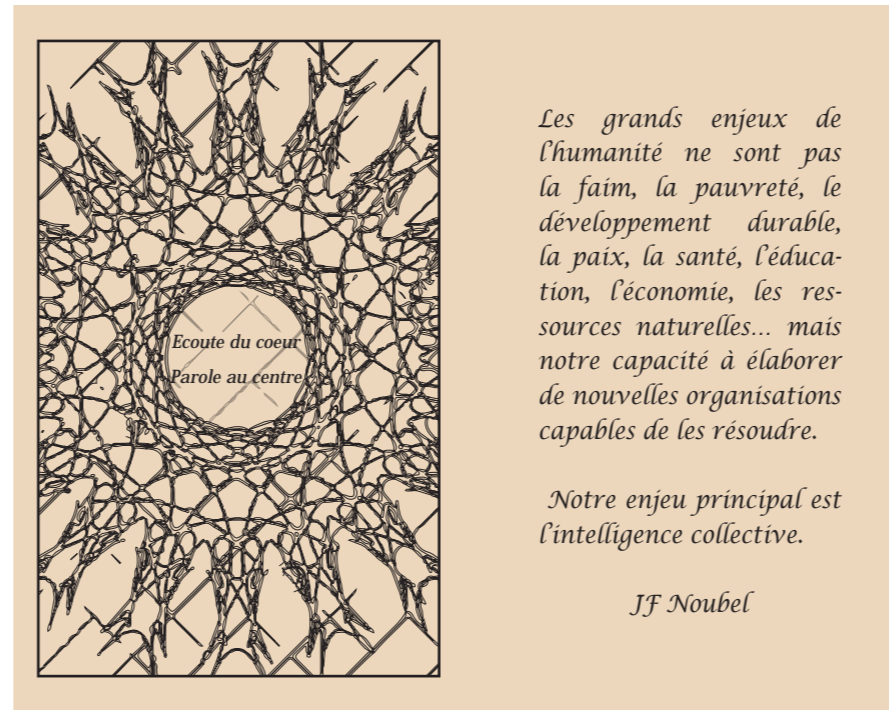 Ecoute du coeur
Parole au centre
Les grands enjeux de
l'humanité ne sont pas
la faim, la pauvreté, le
développement durable,
la paix, la santé, l'éduca-
tion, l'économie, les res-
sources naturelles... mais
notre capacité à élaborer
de nouvelles organisations
capables de les résoudre.
Notre enjeu principal est
l'intelligence collective.
JF Noubel